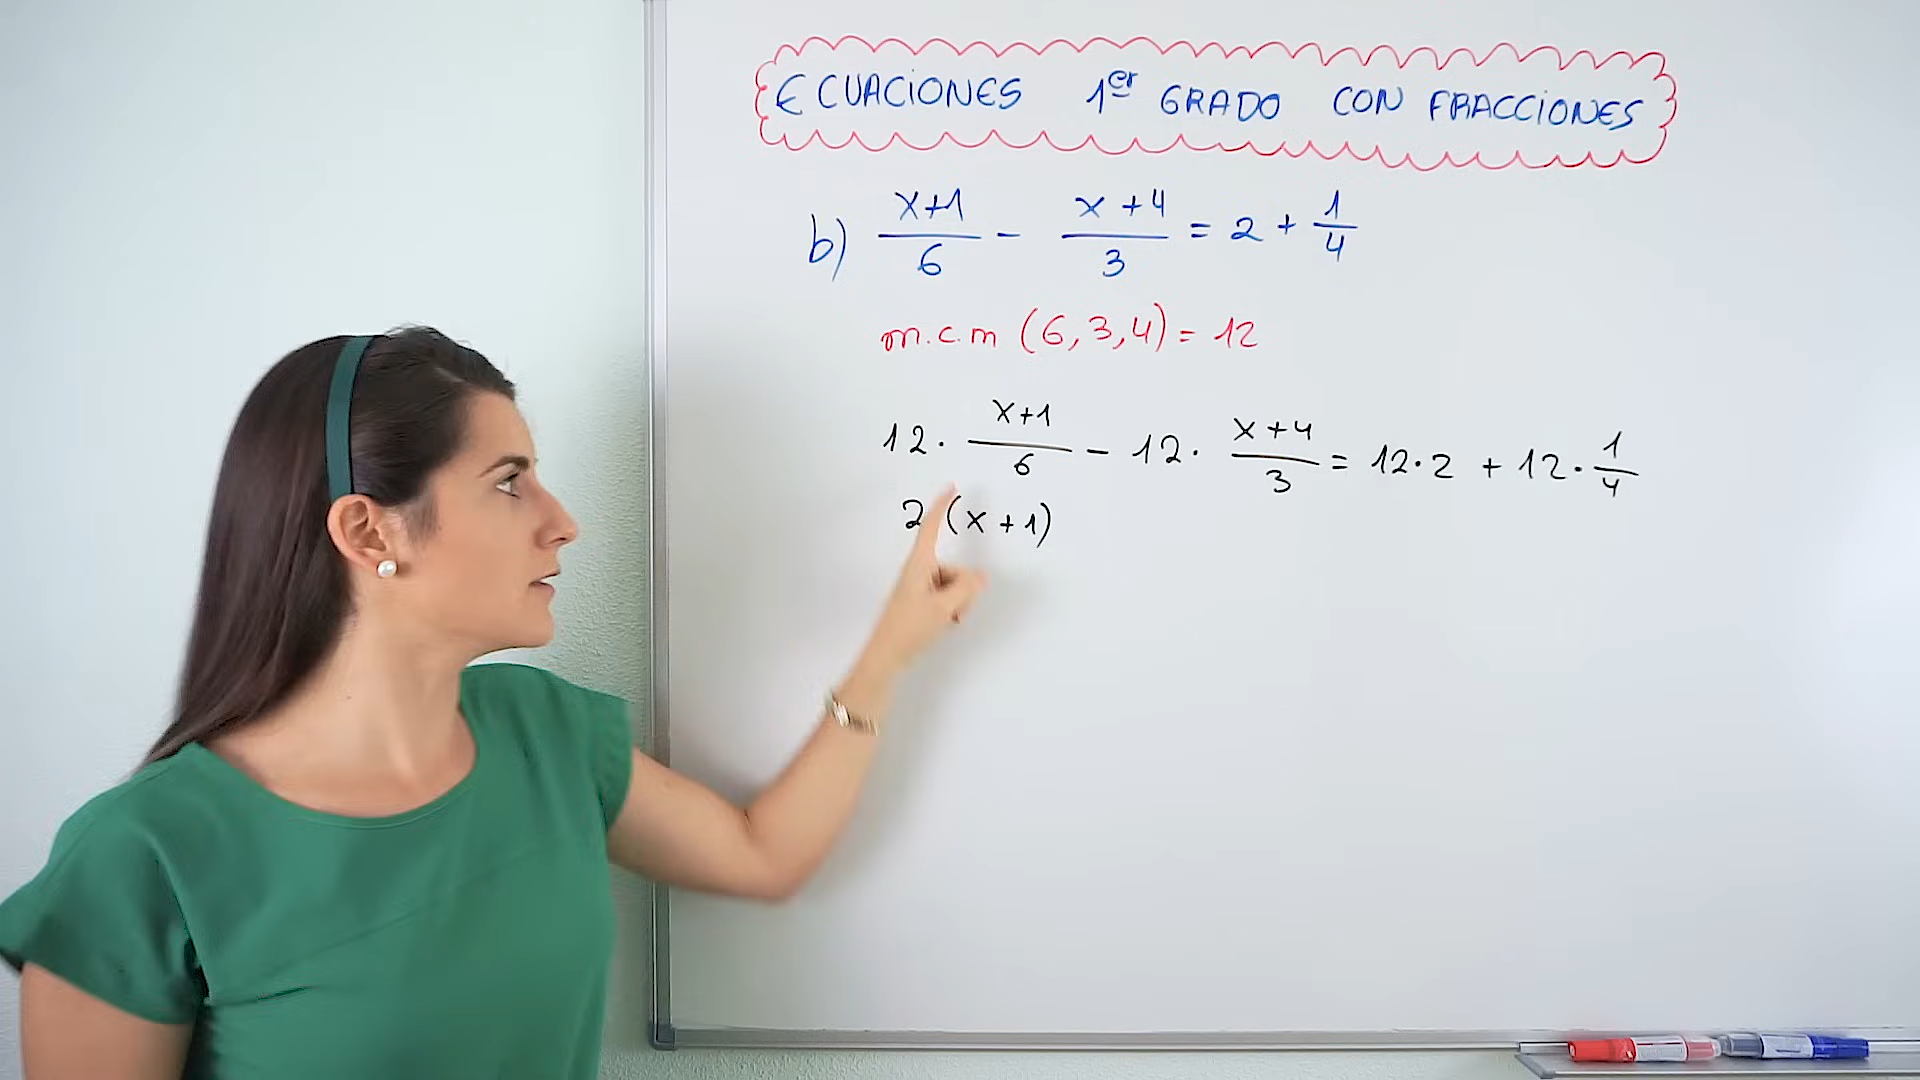 ECUACIONES 1er GRADO CON FRACCIONES
b) (x+1)/6 - (x+4)/3 = 2 + 1/4
m.c.m (6,3,4) = 12
12 · (x+1)/6 - 12 · (x+4)/3 = 12·2 + 12 · 1/4
2 (x+1)